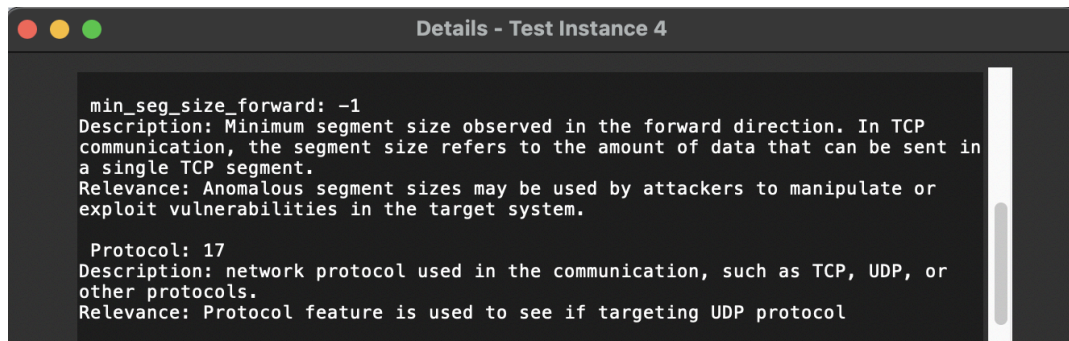 Details - Test Instance 4
min_seg_size_forward: -1
Description: Minimum segment size observed in the forward direction. In TCP
communication, the segment size refers to the amount of data that can be sent in
a single TCP segment.
Relevance: Anomalous segment sizes may be used by attackers to manipulate or
exploit vulnerabilities in the target system.
Protocol: 17
Description: network protocol used in the communication, such as TCP, UDP, or
other protocols.
Relevance: Protocol feature is used to see if targeting UDP protocol